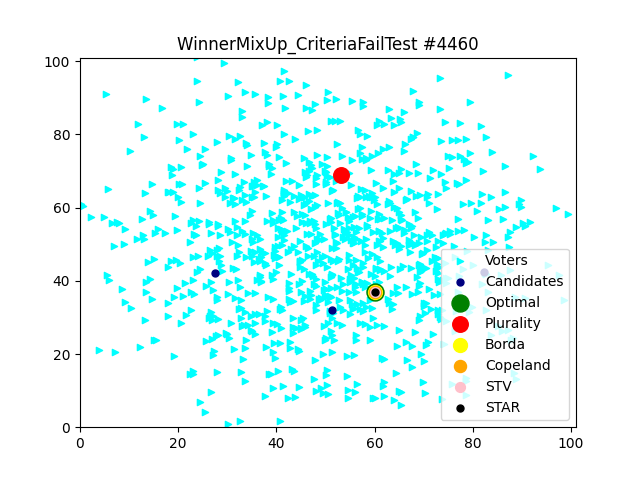 WinnerMixUp_CriteriaFailTest #4460
100
80
60
40
20
0
0 20 40 60 80 100
Voters
Candidates
Optimal
Plurality
Borda
Copeland
STV
STAR